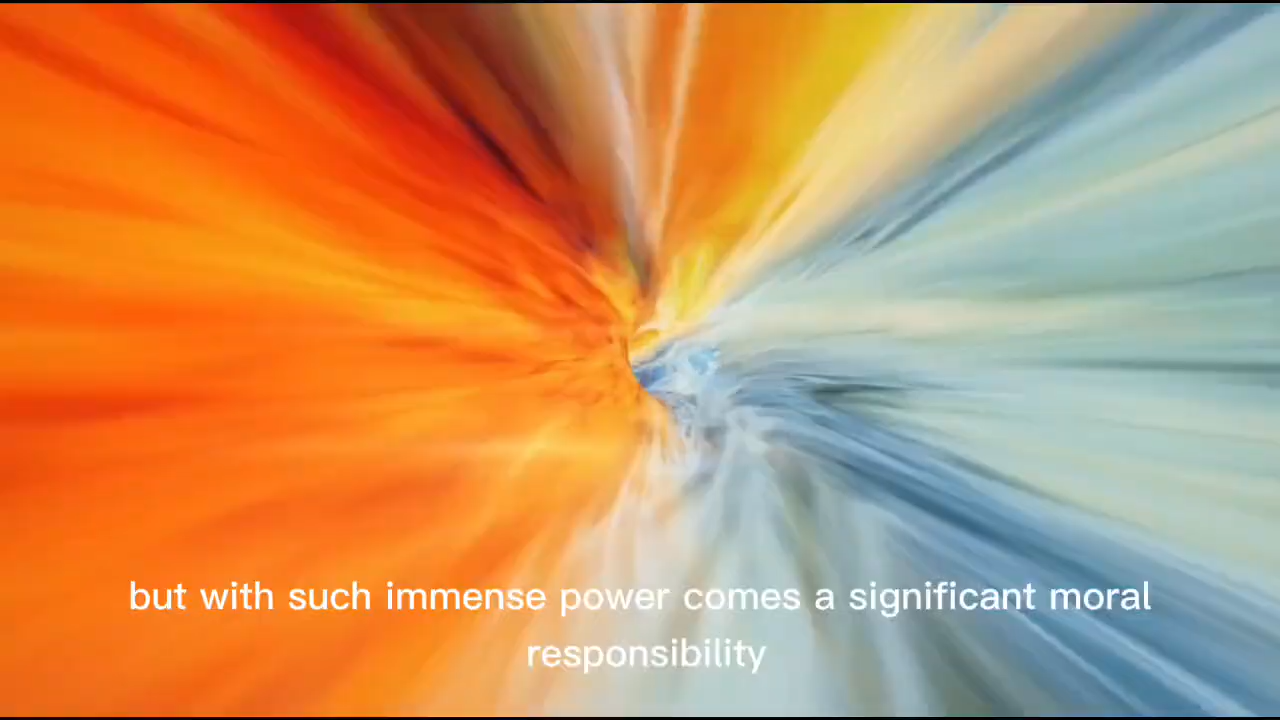 but with such immense power comes a significant moral
responsibility